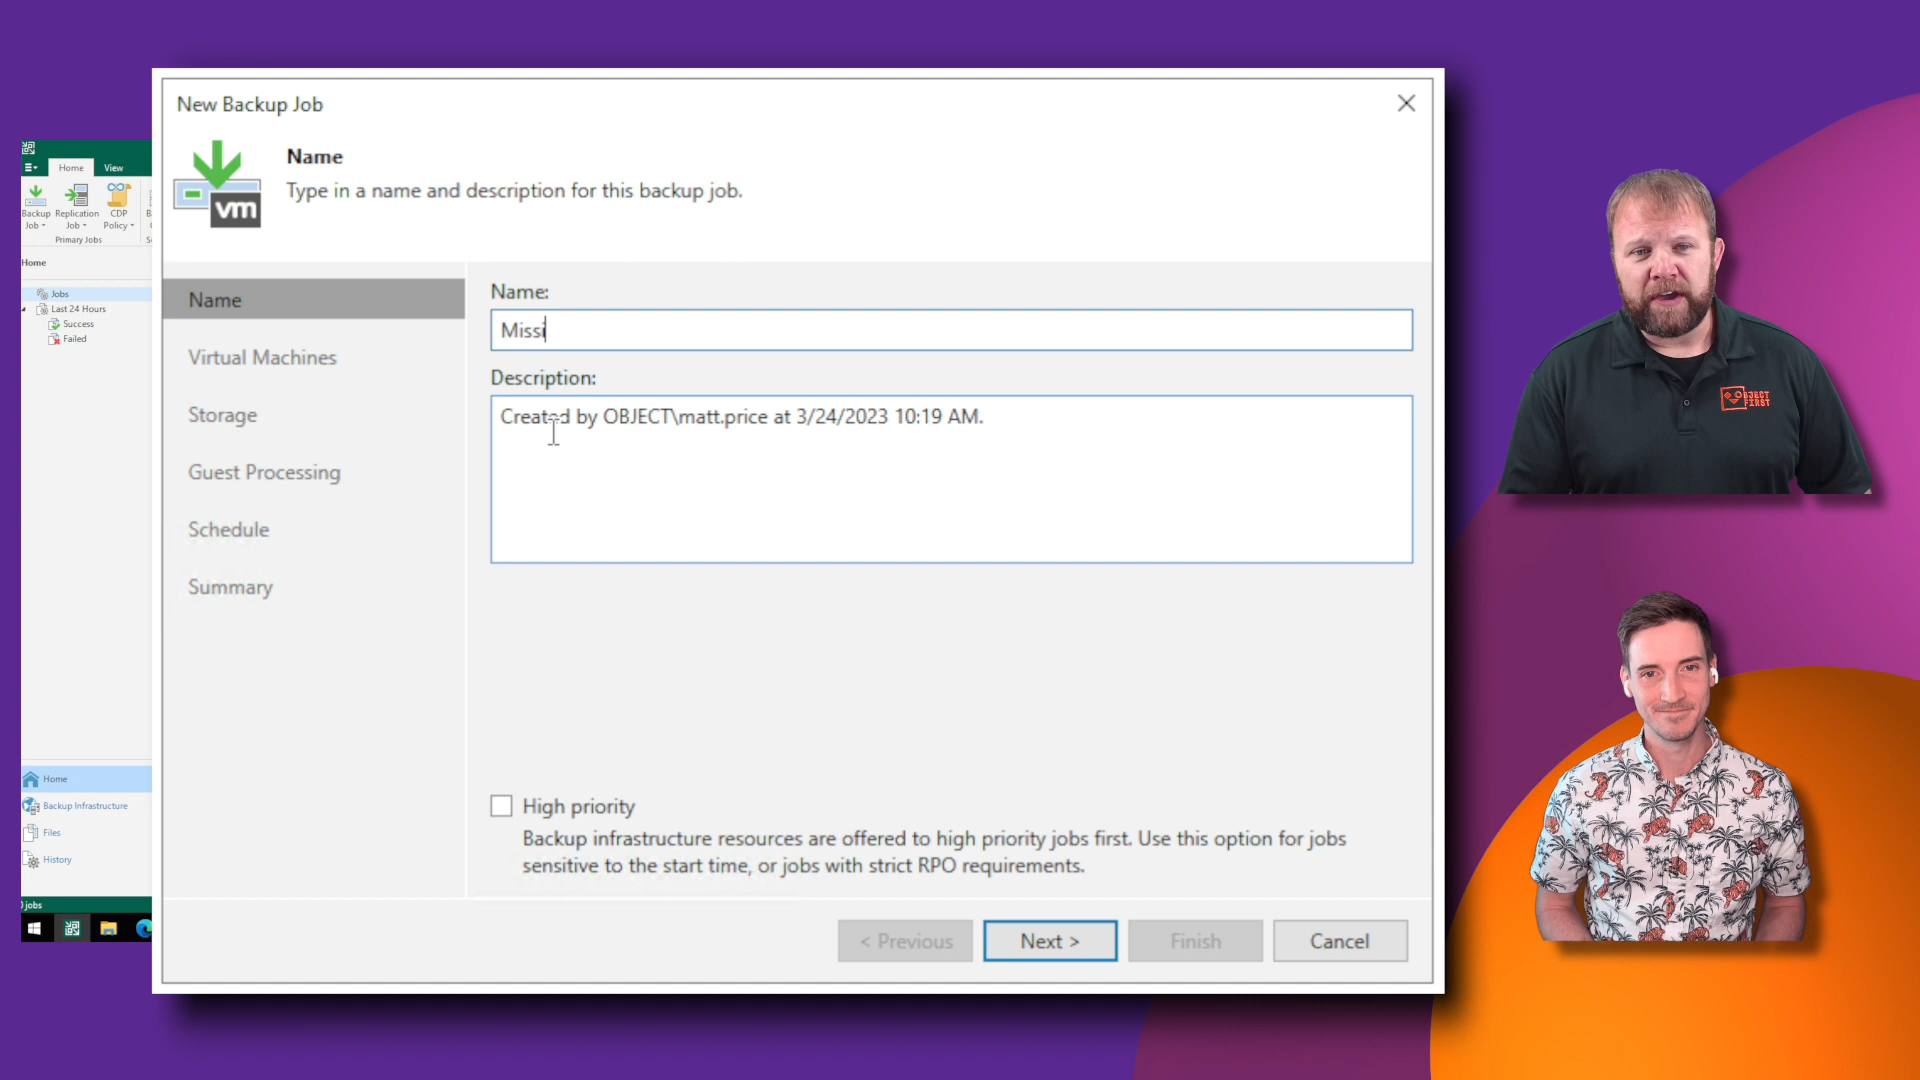 New Backup Job
Name
Type in a name and description for this backup job.
vm
Home
View
Backup
Job
Replication
Job
CDP
Policy
Primary Jobs
Home
Jobs
Last 24 Hours
Success
Failed
Home
Backup Infrastructure
Files
History
jobs
Name
Virtual Machines
Storage
Guest Processing
Schedule
Summary
Name:
Missi
Description:
Created by OBJECT\matt.price at 3/24/2023 10:19 AM.
High priority
Backup infrastructure resources are offered to high priority jobs first. Use this option for jobs
sensitive to the start time, or jobs with strict RPO requirements.
< Previous
Next >
Finish
Cancel
OBJECT
FIRST